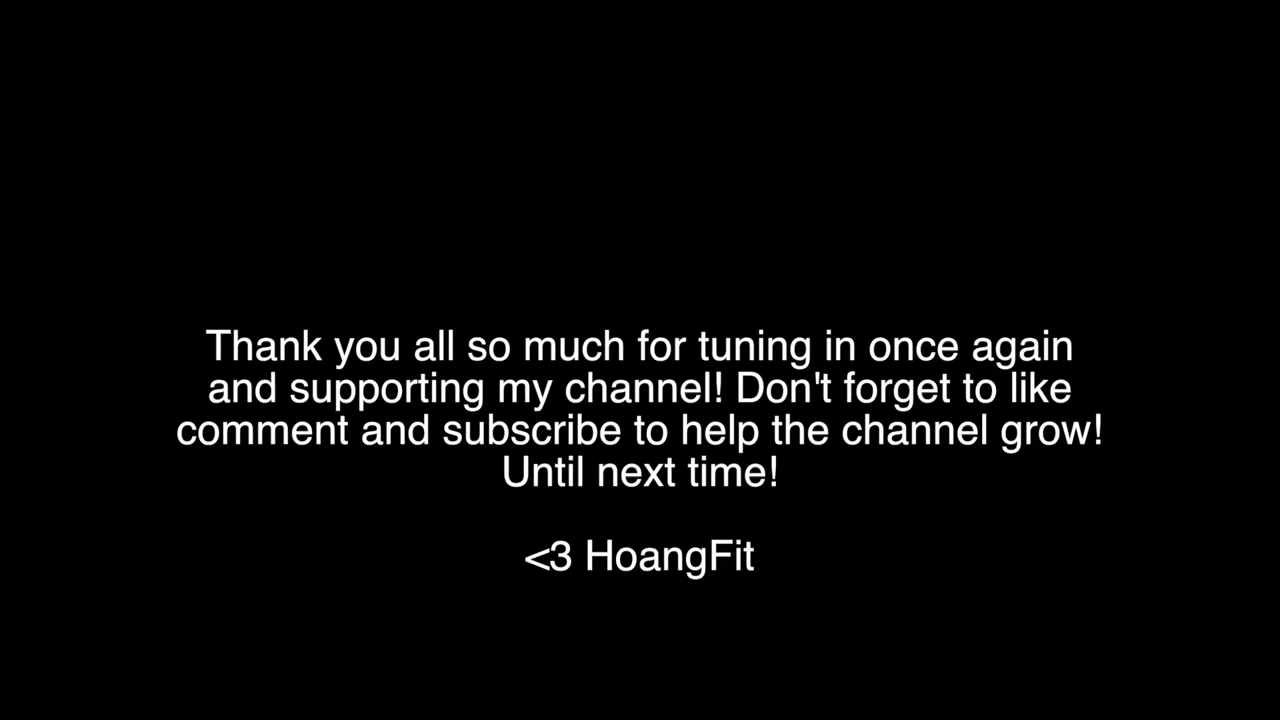 Thank you all so much for tuning in once again
and supporting my channel! Don't forget to like
comment and subscribe to help the channel grow!
Until next time!
<3 HoangFit